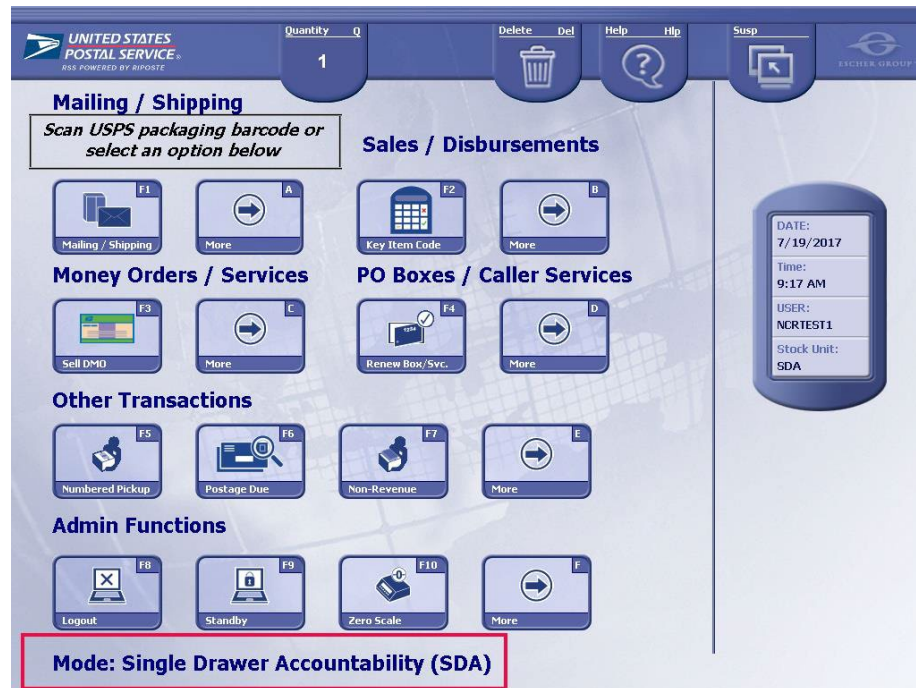 UNITED STATES
POSTAL SERVICE®
RSS POWERED BY RIPOSTE
Quantity Q
1
Delete Del
Help Hlp
Susp
ESCHER GROUP
Mailing / Shipping
Scan USPS packaging barcode or
select an option below
Sales / Disbursements
F1
Mailing / Shipping
A
More
F2
Key Item Code
B
More
Money Orders / Services
PO Boxes / Caller Services
F3
Sell DMO
C
More
F4
Renew Box/Svc.
D
More
Other Transactions
F5
Numbered Pickup
F6
Postage Due
F7
Non-Revenue
E
More
Admin Functions
F8
Logout
F9
Standby
F10
Zero Scale
F
More
Mode: Single Drawer Accountability (SDA)
DATE:
7/19/2017
Time:
9:17 AM
USER:
NCRTEST1
Stock Unit:
SDA